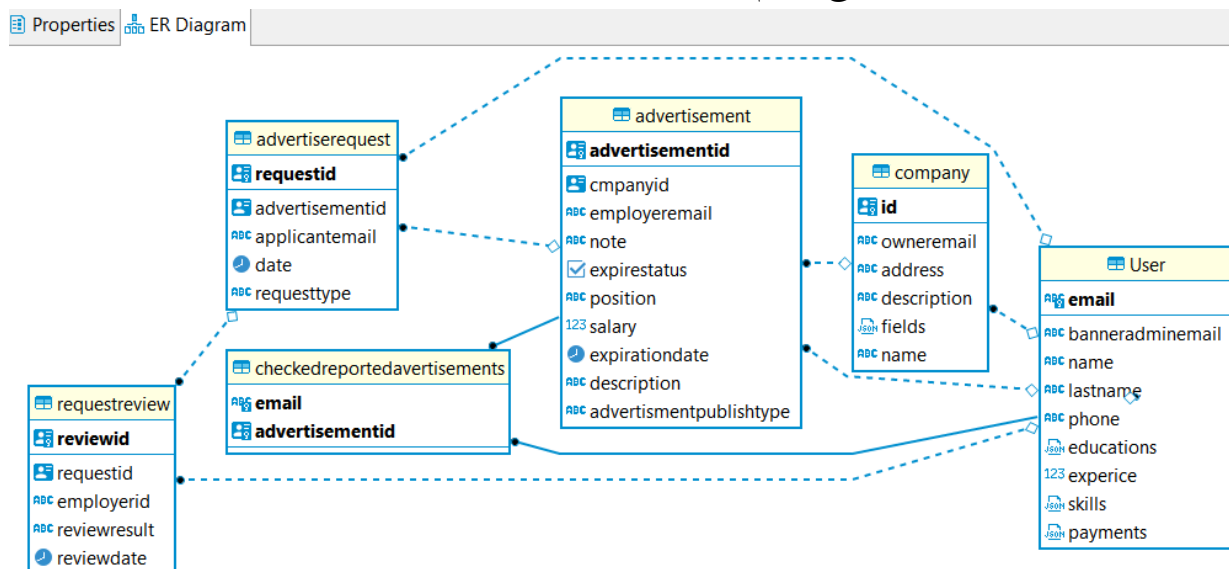 Properties
ER Diagram
advertiserequest
requestid
advertisementid
applicantemail
date
requesttype
advertisement
advertisementid
cmpanyid
employeremail
note
expirestatus
position
salary
expirationdate
description
advertismentpublishtype
company
id
owneremail
address
description
fields
name
User
email
banneradminemail
name
lastname
phone
educations
experice
skills
payments
checkedreportedavertisements
email
advertisementid
requestreview
reviewid
requestid
employerid
reviewresult
reviewdate